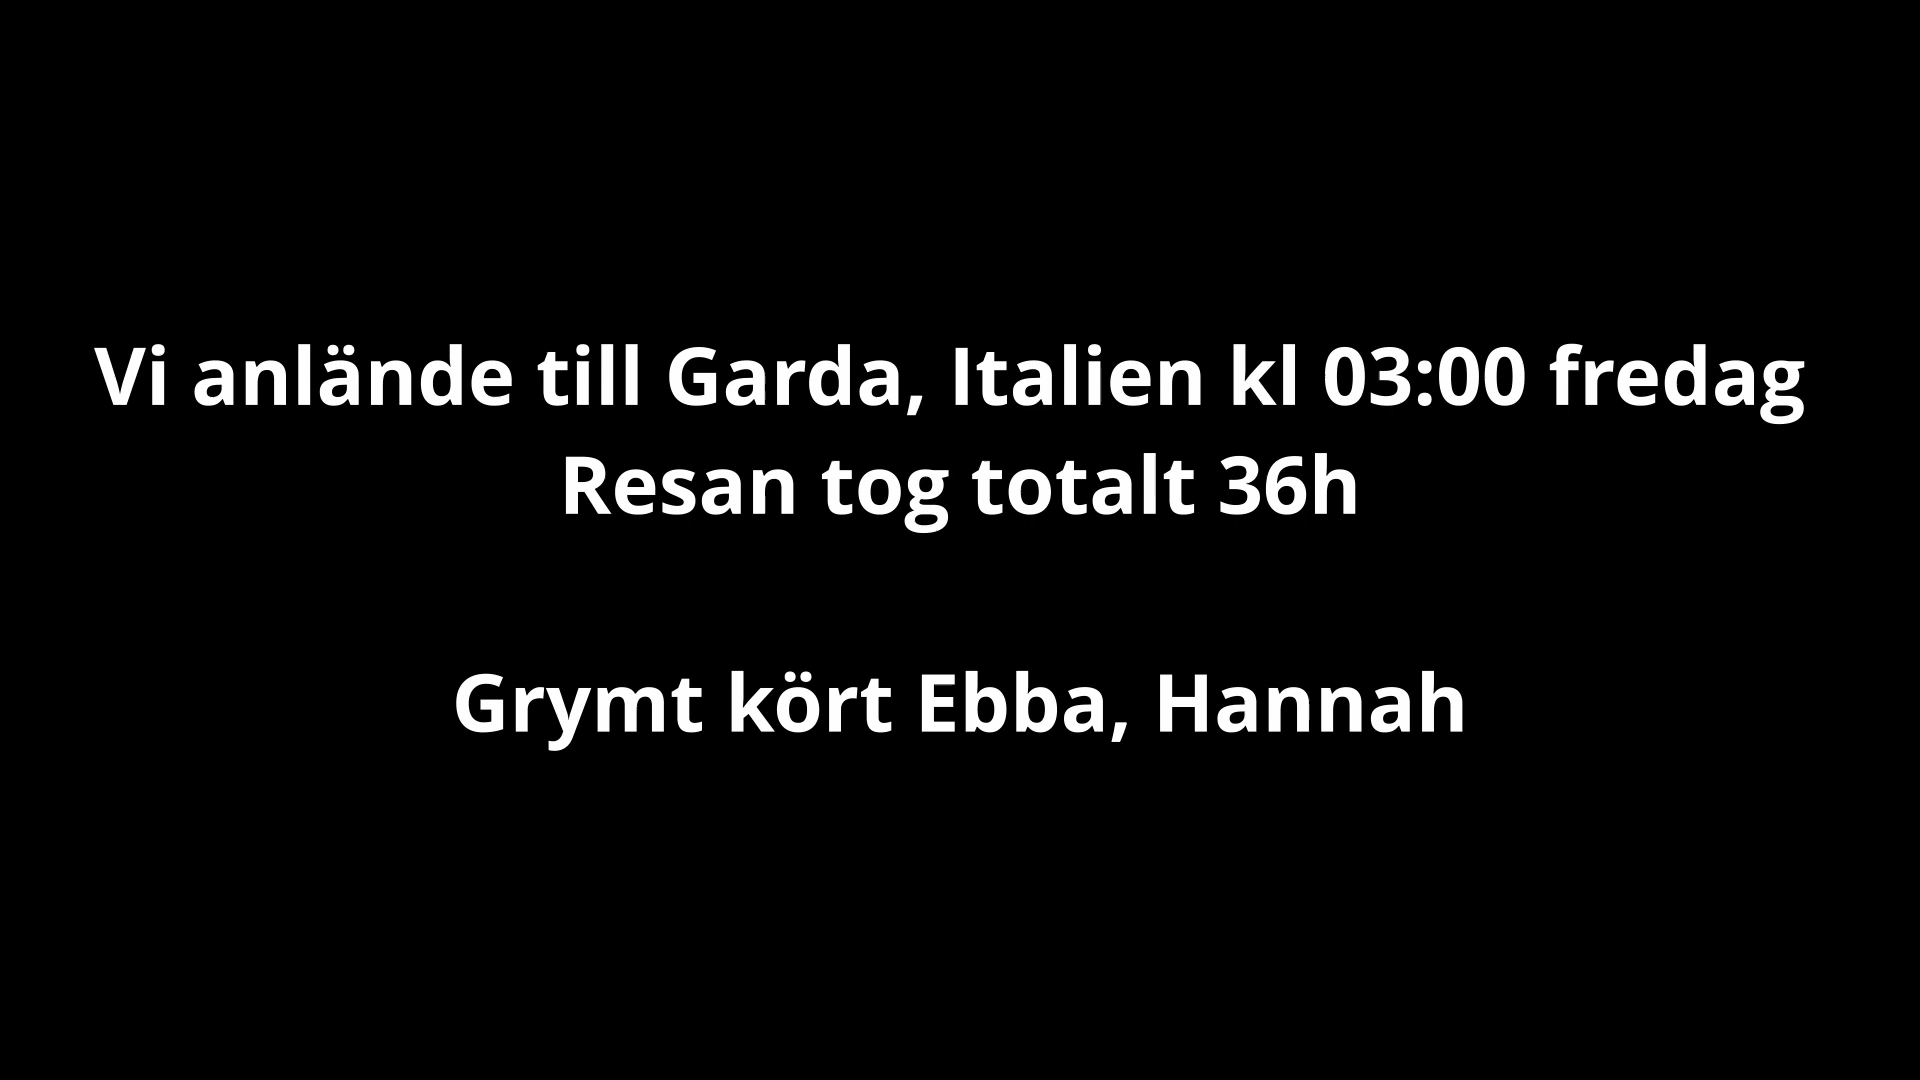 Vi anlände till Garda, Italien kl 03:00 fredag
Resan tog totalt 36h
Grymt kört Ebba, Hannah